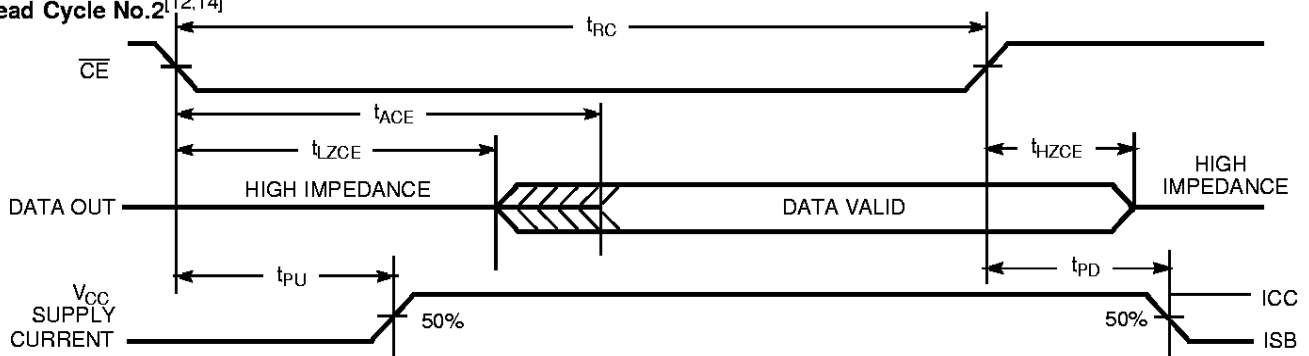 ead Cycle No.2[12,14]
tRC
CE
tACE
tLZCE
tHZCE
HIGH IMPEDANCE
HIGH
IMPEDANCE
DATA OUT
DATA VALID
tPU
tPD
VCC
SUPPLY
CURRENT
50%
50%
ICC
ISB